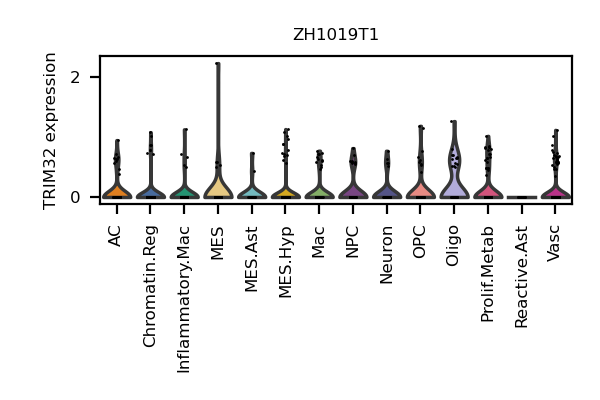 ZH1019T1
TRIM32 expression
2
0
AC
Chromatin.Reg
Inflammatory.Mac
MES
MES.Ast
MES.Hyp
Mac
NPC
Neuron
OPC
Oligo
Prolif.Metab
Reactive.Ast
Vasc